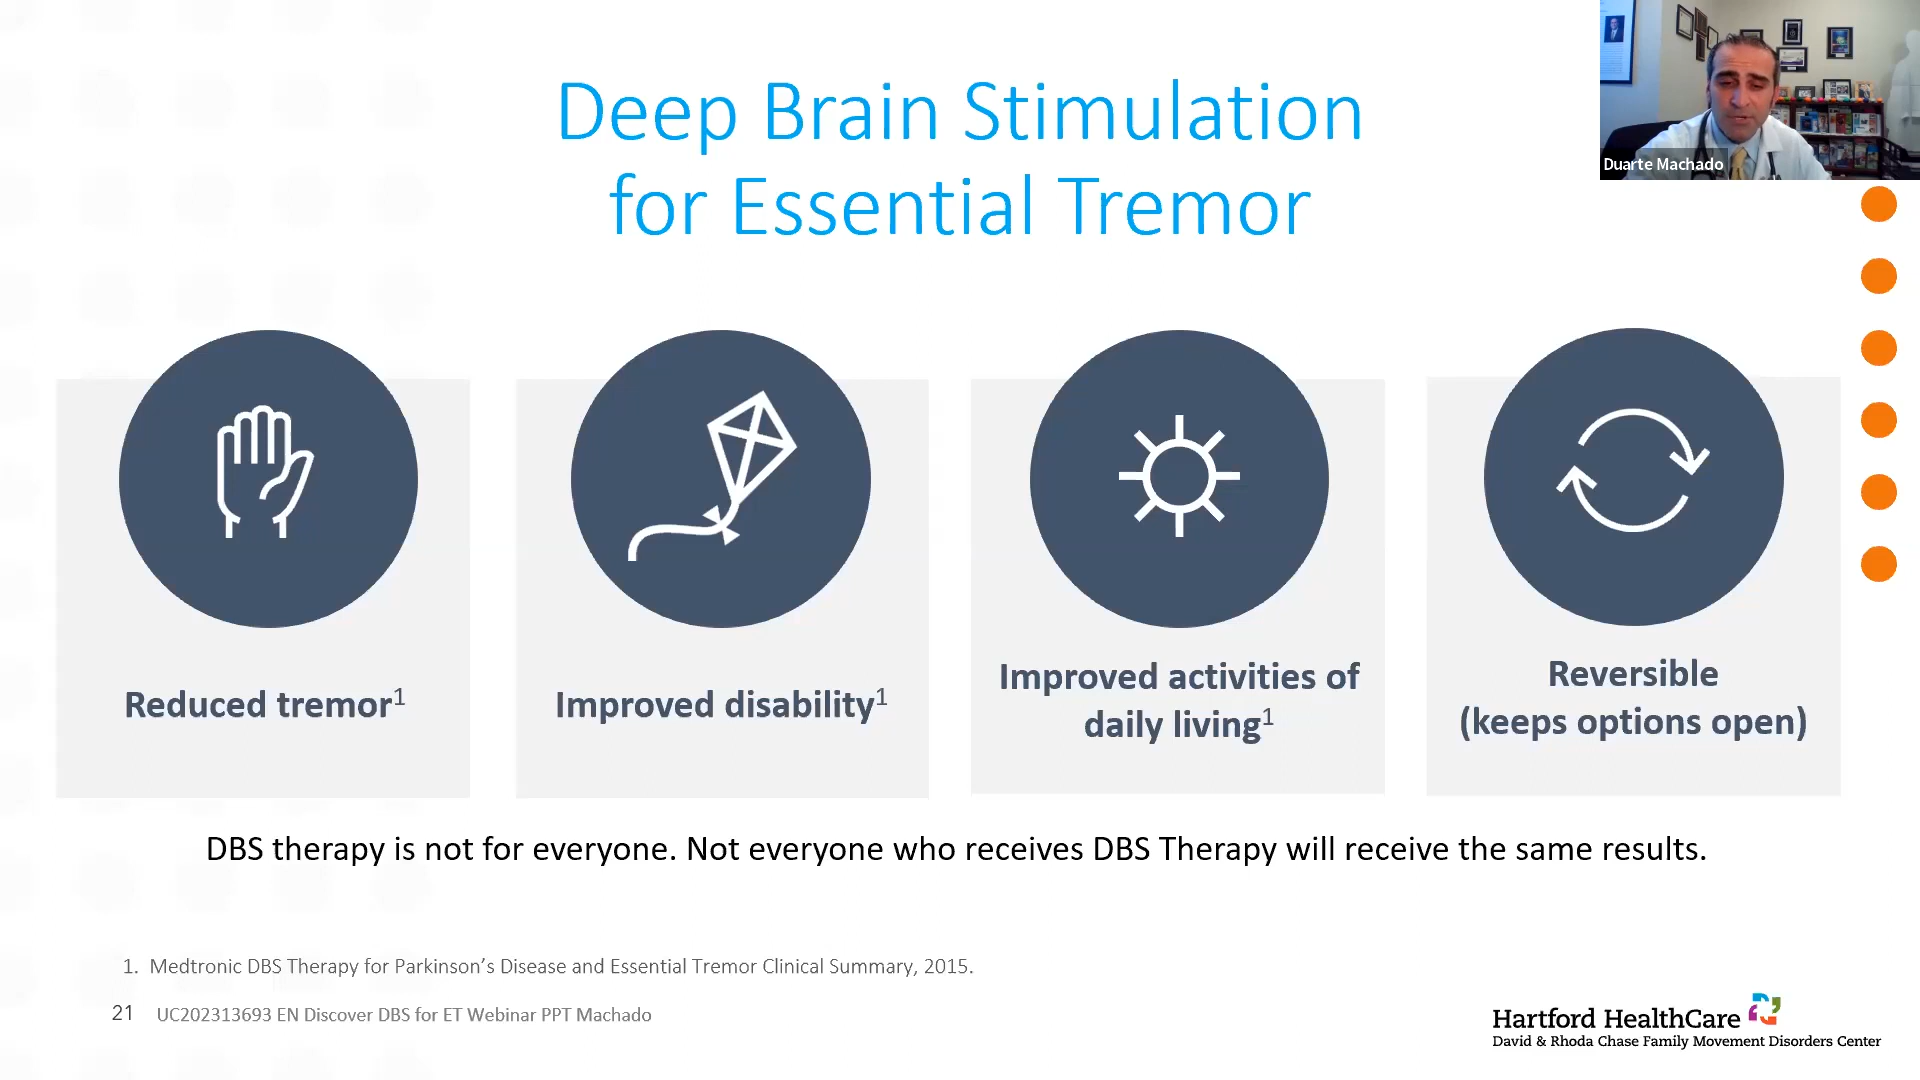 Deep Brain Stimulation
for Essential Tremor
Duarte Machado
Reduced tremor1
Improved disability1
Improved activities of
daily living1
Reversible
(keeps options open)
DBS therapy is not for everyone. Not everyone who receives DBS Therapy will receive the same results.
1. Medtronic DBS Therapy for Parkinson’s Disease and Essential Tremor Clinical Summary, 2015.
21 UC202313693 EN Discover DBS for ET Webinar PPT Machado
Hartford HealthCare
David & Rhoda Chase Family Movement Disorders Center